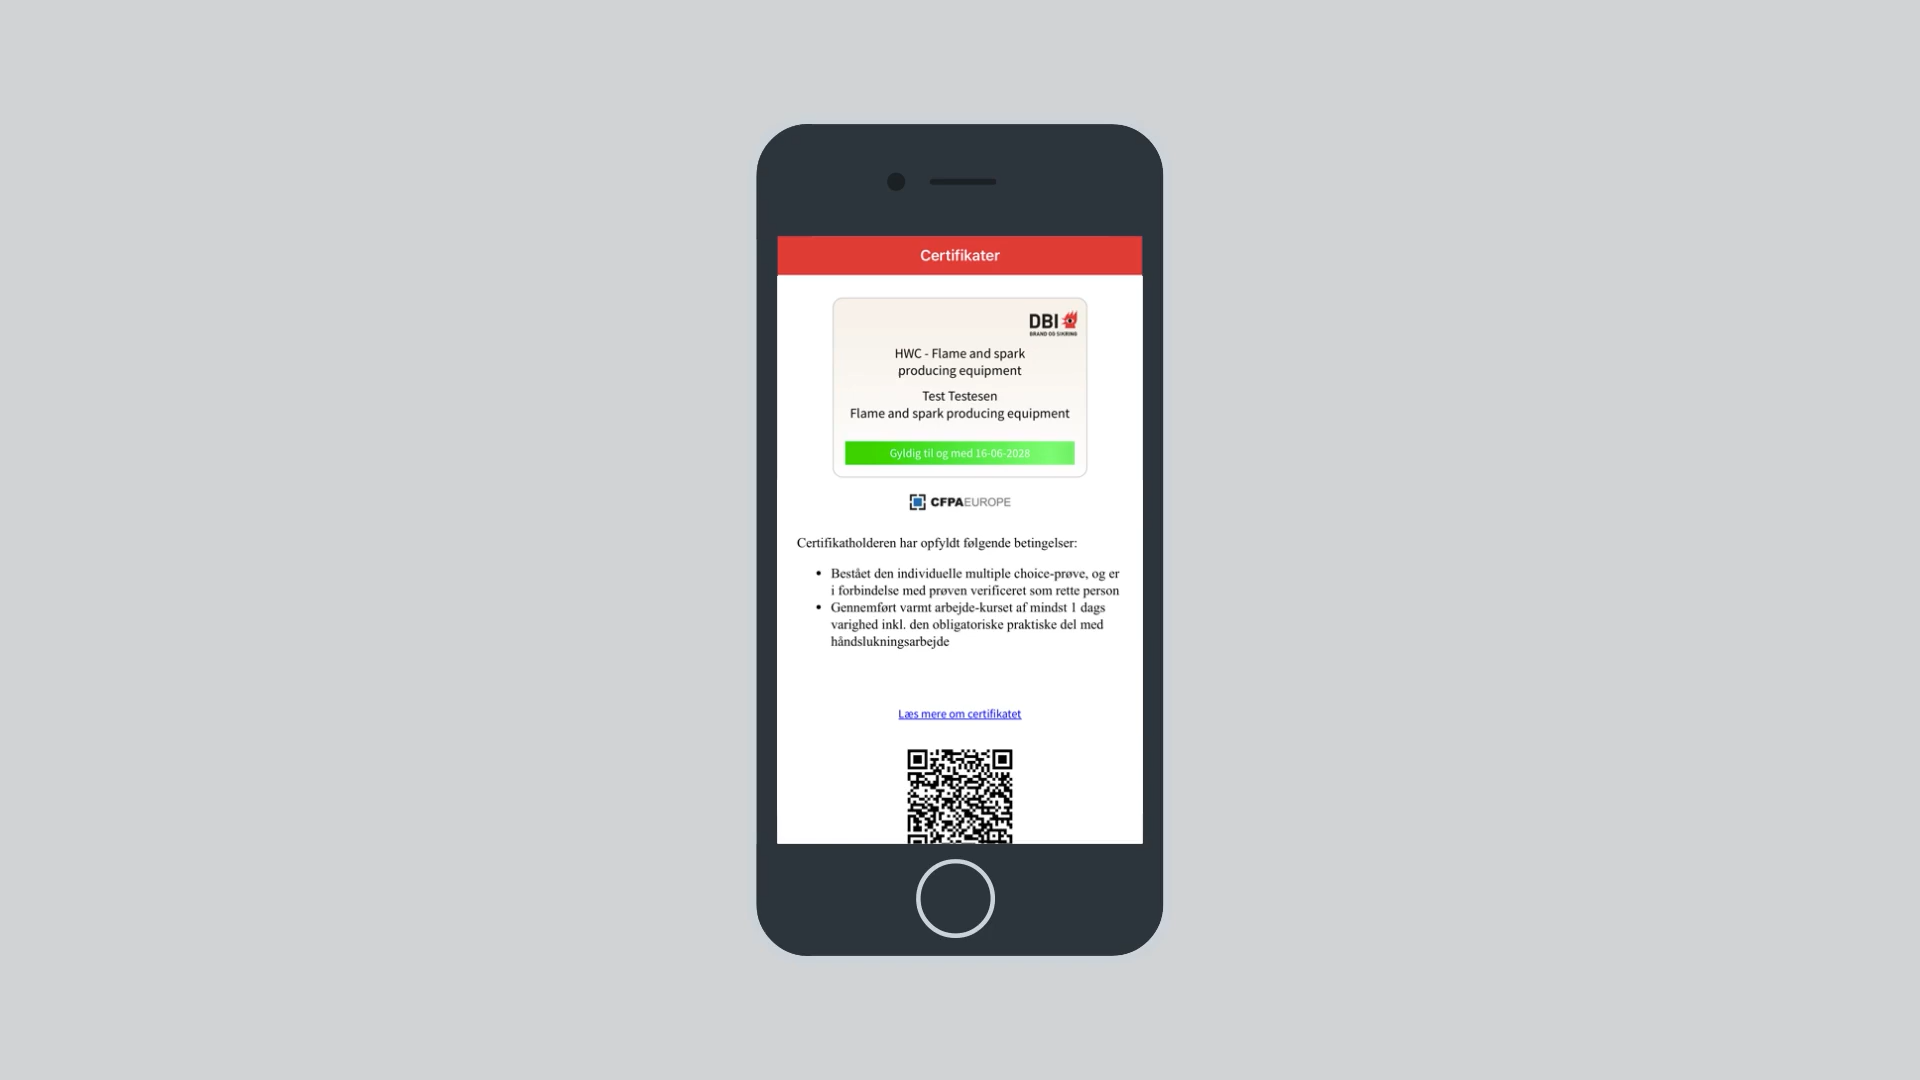 Certifikater
DBI
BRAND OG SIKRING
HWC - Flame and spark
producing equipment
Test Testesen
Flame and spark producing equipment
Gyldig til og med 16-06-2028
CFPAEUROPE
Certifikatholderen har opfyldt følgende betingelser:
• Bestået den individuelle multiple choice-prøve, og er
i forbindelse med prøven verificeret som rette person
• Gennemført varmt arbejde-kurset af mindst 1 dags
varighed inkl. den obligatoriske praktiske del med
håndslukningsarbejde
Læs mere om certifikatet